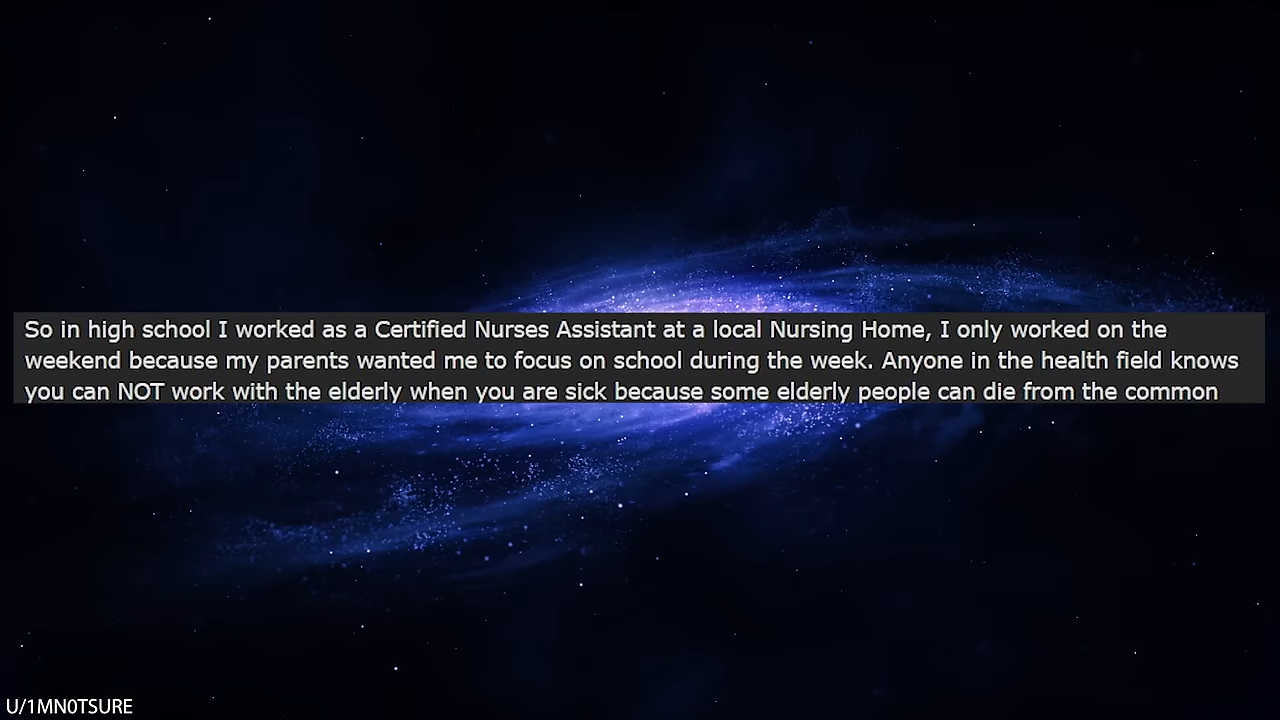 So in high school I worked as a Certified Nurses Assistant at a local Nursing Home, I only worked on the
weekend because my parents wanted me to focus on school during the week. Anyone in the health field knows
you can NOT work with the elderly when you are sick because some elderly people can die from the common
U/1MN0TSURE